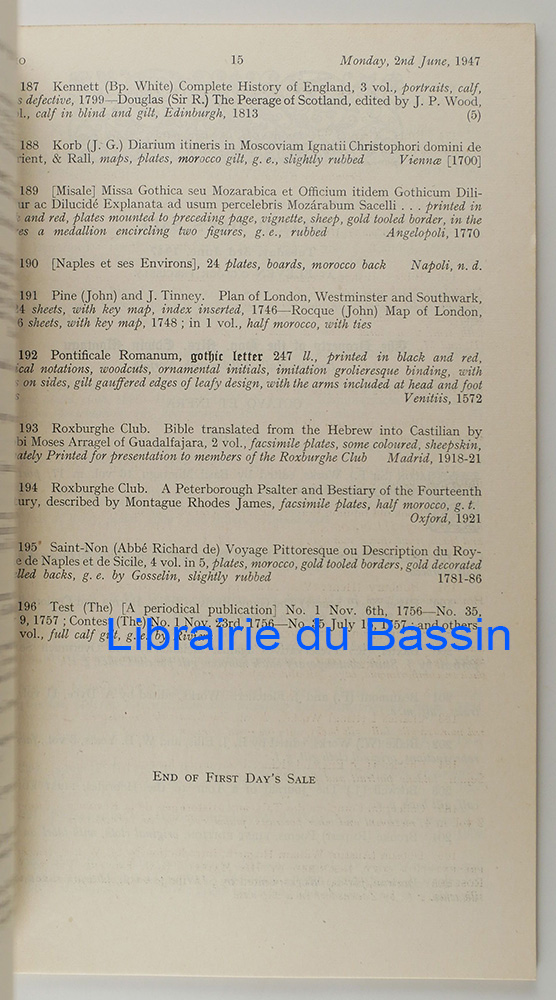 o 15 Monday, 2nd June, 1947
187 Kennett (Bp. White) Complete History of England, 3 vol., portraits, calf,
s defective, 1799—Douglas (Sir R.) The Peerage of Scotland, edited by J. P. Wood,
l., calf in blind and gilt, Edinburgh, 1813 (5)
188 Korb (J. G.) Diarium itineris in Moscoviam Ignatii Christophori domini de
rient, & Rall, maps, plates, morocco gilt, g. e., slightly rubbed Viennæ [1700]
189 [Misale] Missa Gothica seu Mozarabica et Officium itidem Gothicum Dili-
ur ac Dilucidé Explanata ad usum percelebris Mozárabum Sacelli . . . printed in
and red, plates mounted to preceding page, vignette, sheep, gold tooled border, in the
es a medallion encircling two figures, g. e., rubbed Angelopoli, 1770
190 [Naples et ses Environs], 24 plates, boards, morocco back Napoli, n. d.
191 Pine (John) and J. Tinney. Plan of London, Westminster and Southwark,
4 sheets, with key map, index inserted, 1746—Rocque (John) Map of London,
6 sheets, with key map, 1748 ; in 1 vol., half morocco, with ties
192 Pontificale Romanum, gothic letter 247 ll., printed in black and red,
ical notations, woodcuts, ornamental initials, imitation grolieresque binding, with
s on sides, gilt gauffered edges of leafy design, with the arms included at head and foot
s Venitiis, 1572
193 Roxburghe Club. Bible translated from the Hebrew into Castilian by
bi Moses Arragel of Guadalfajara, 2 vol., facsimile plates, some coloured, sheepskin,
ately Printed for presentation to members of the Roxburghe Club Madrid, 1918-21
194 Roxburghe Club. A Peterborough Psalter and Bestiary of the Fourteenth
ury, described by Montague Rhodes James, facsimile plates, half morocco, g. t.
Oxford, 1921
195 Saint-Non (Abbé Richard de) Voyage Pittoresque ou Description du Roy-
e de Naples et de Sicile, 4 vol. in 5, plates, morocco, gold tooled borders, gold decorated
lled backs, g. e. by Gosselin, slightly rubbed 1781-86
196 Test (The) [A periodical publication] No. 1 Nov. 6th, 1756—No. 35,
9, 1757 ; Contest (The) No. 1 Nov. 23rd, 1756—No. 35 July 1 1757 ; and others
vol., full calf gilt, g.e. by Rivière
Librairie du Bassin
End of First Day's Sale